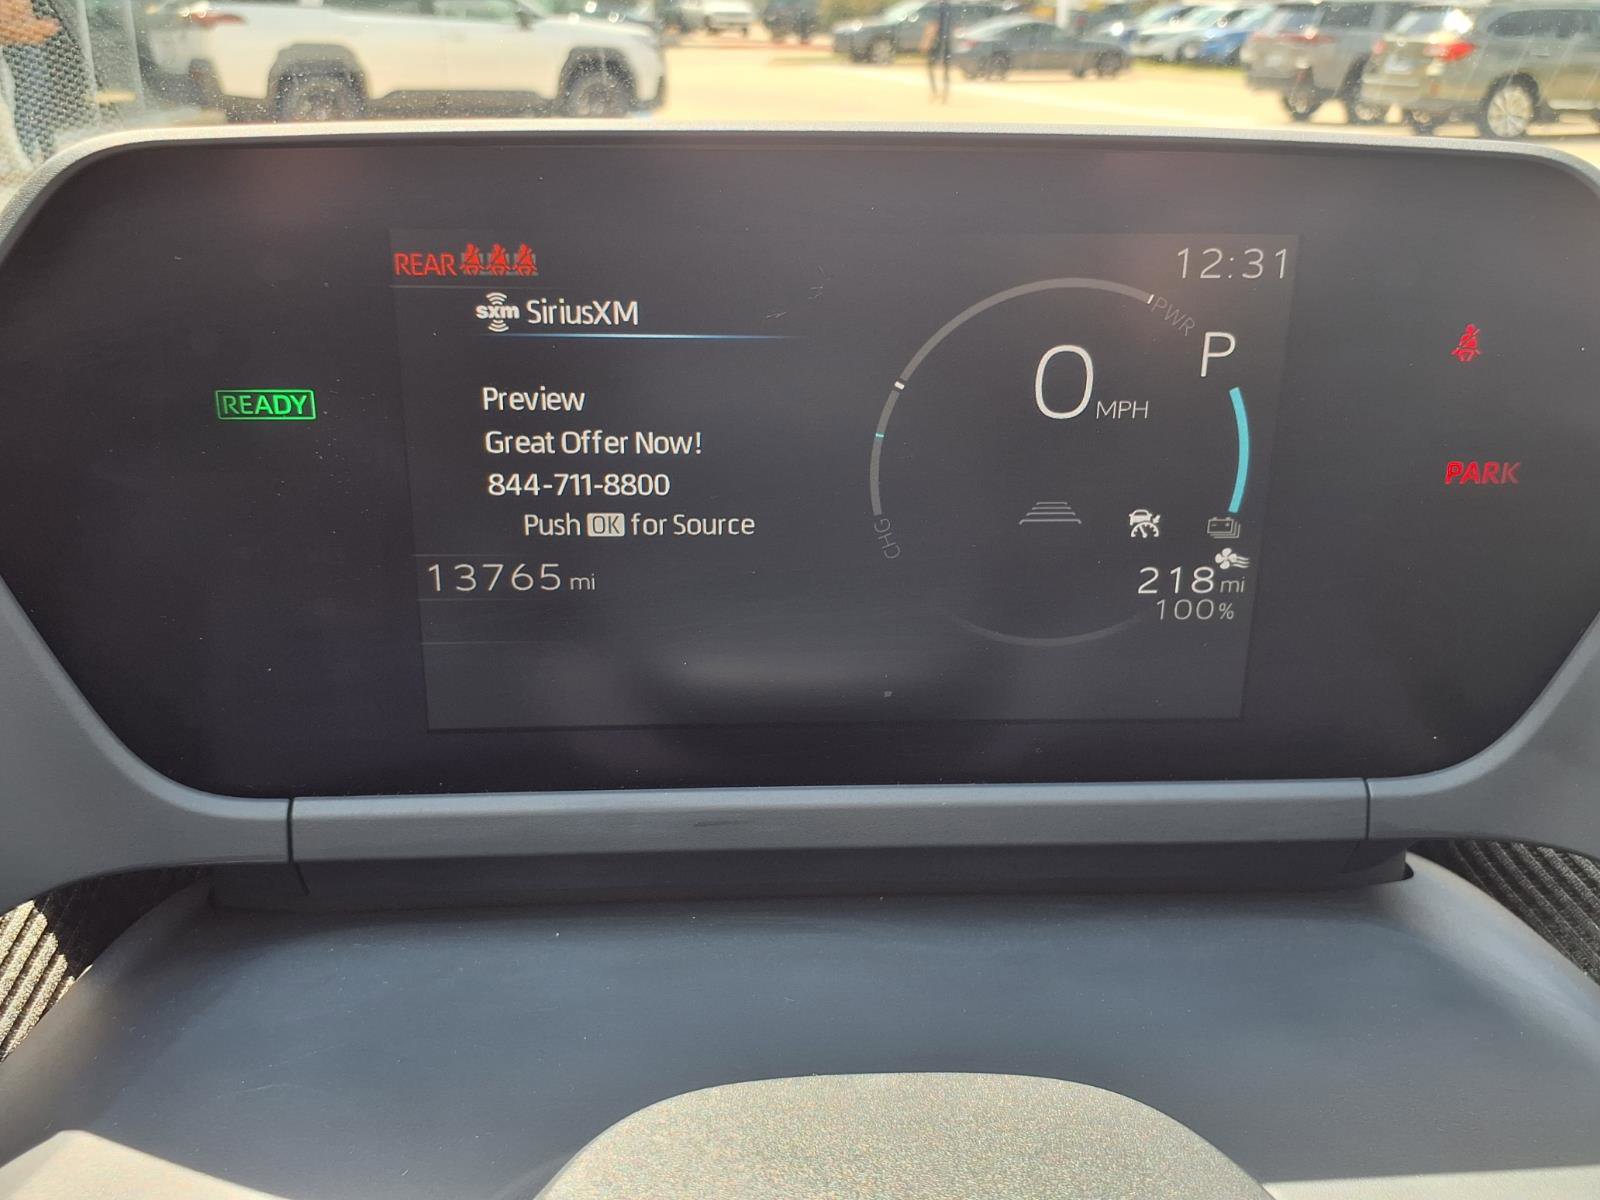 REAR
12:31
sxm SiriusXM
PWR
P
0 MPH
READY
Preview
Great Offer Now!
844-711-8800
PARK
Push OK for Source
CHG
13765 mi
218 mi
100%